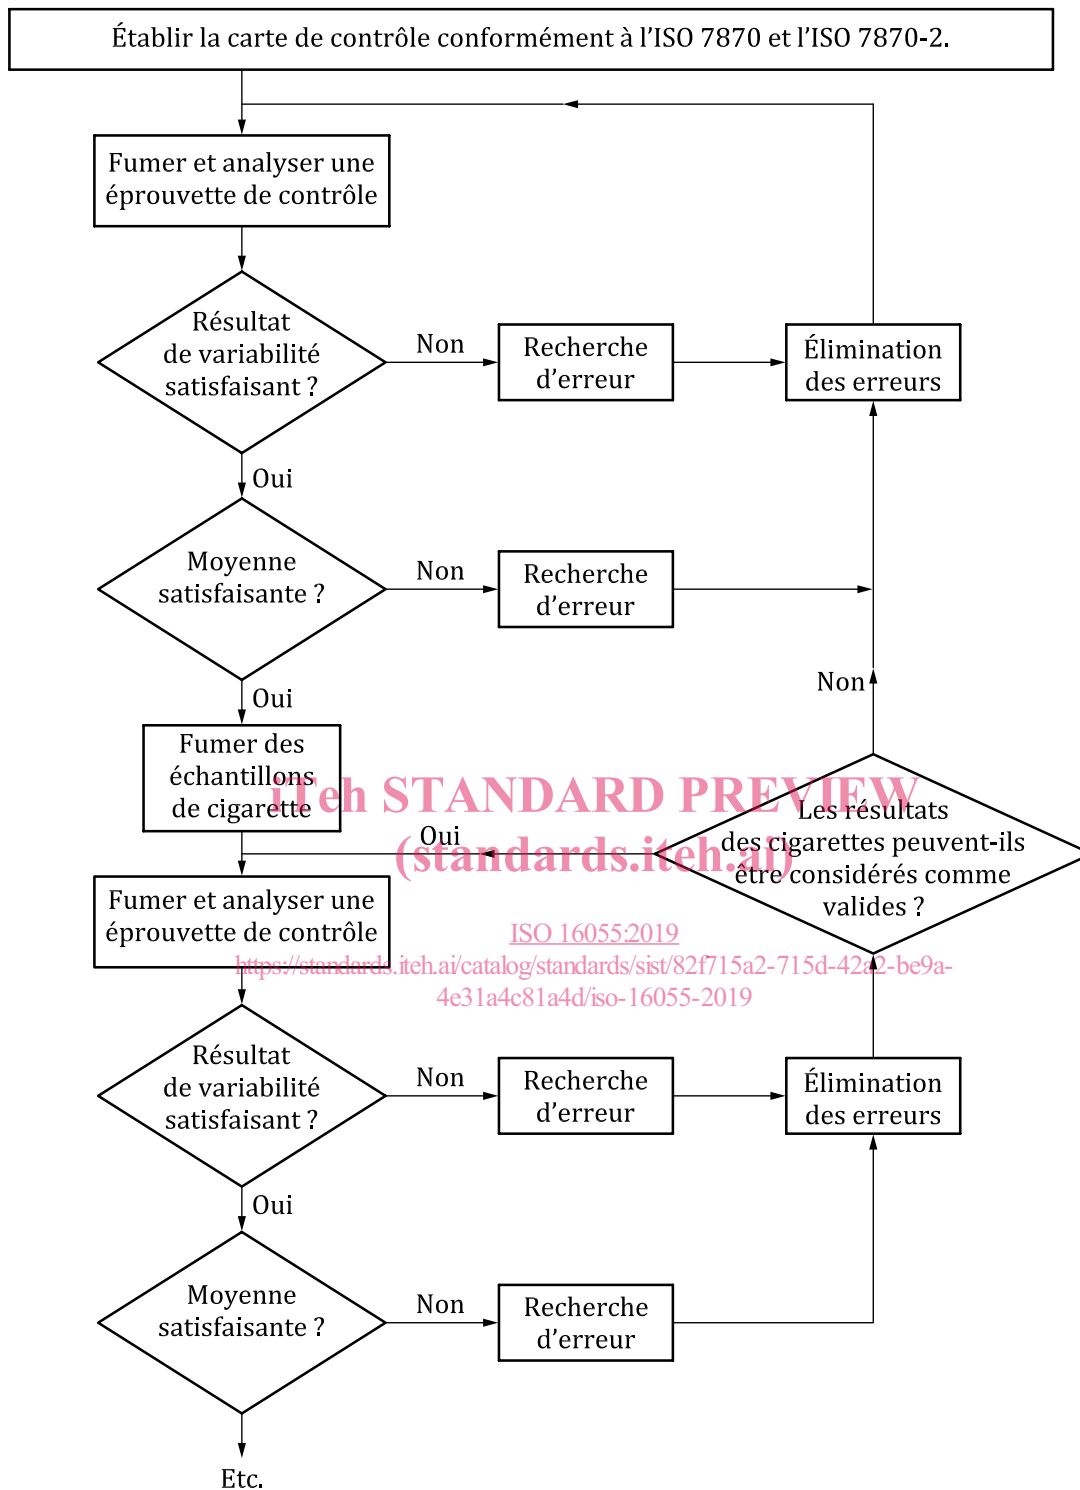 Établir la carte de contrôle conformément à l’ISO 7870 et l’ISO 7870-2.
Fumer et analyser une
éprouvette de contrôle
Résultat
de variabilité
satisfaisant ?
Non
Recherche
d’erreur
Élimination
des erreurs
Oui
Moyenne
satisfaisante ?
Non
Recherche
d’erreur
Oui
Non
Fumer des
échantillons
de cigarette
iTeh STANDARD PREVIEW
(standards.iteh.ai)
Oui
Les résultats
des cigarettes peuvent-ils
être considérés comme
valides ?
Fumer et analyser une
éprouvette de contrôle
ISO 16055:2019
https://standards.iteh.ai/catalog/standards/sist/82f715a2-715d-42a2-be9a-
4e31a4c81a4d/iso-16055-2019
Résultat
de variabilité
satisfaisant ?
Non
Recherche
d’erreur
Élimination
des erreurs
Oui
Moyenne
satisfaisante ?
Non
Recherche
d’erreur
Etc.